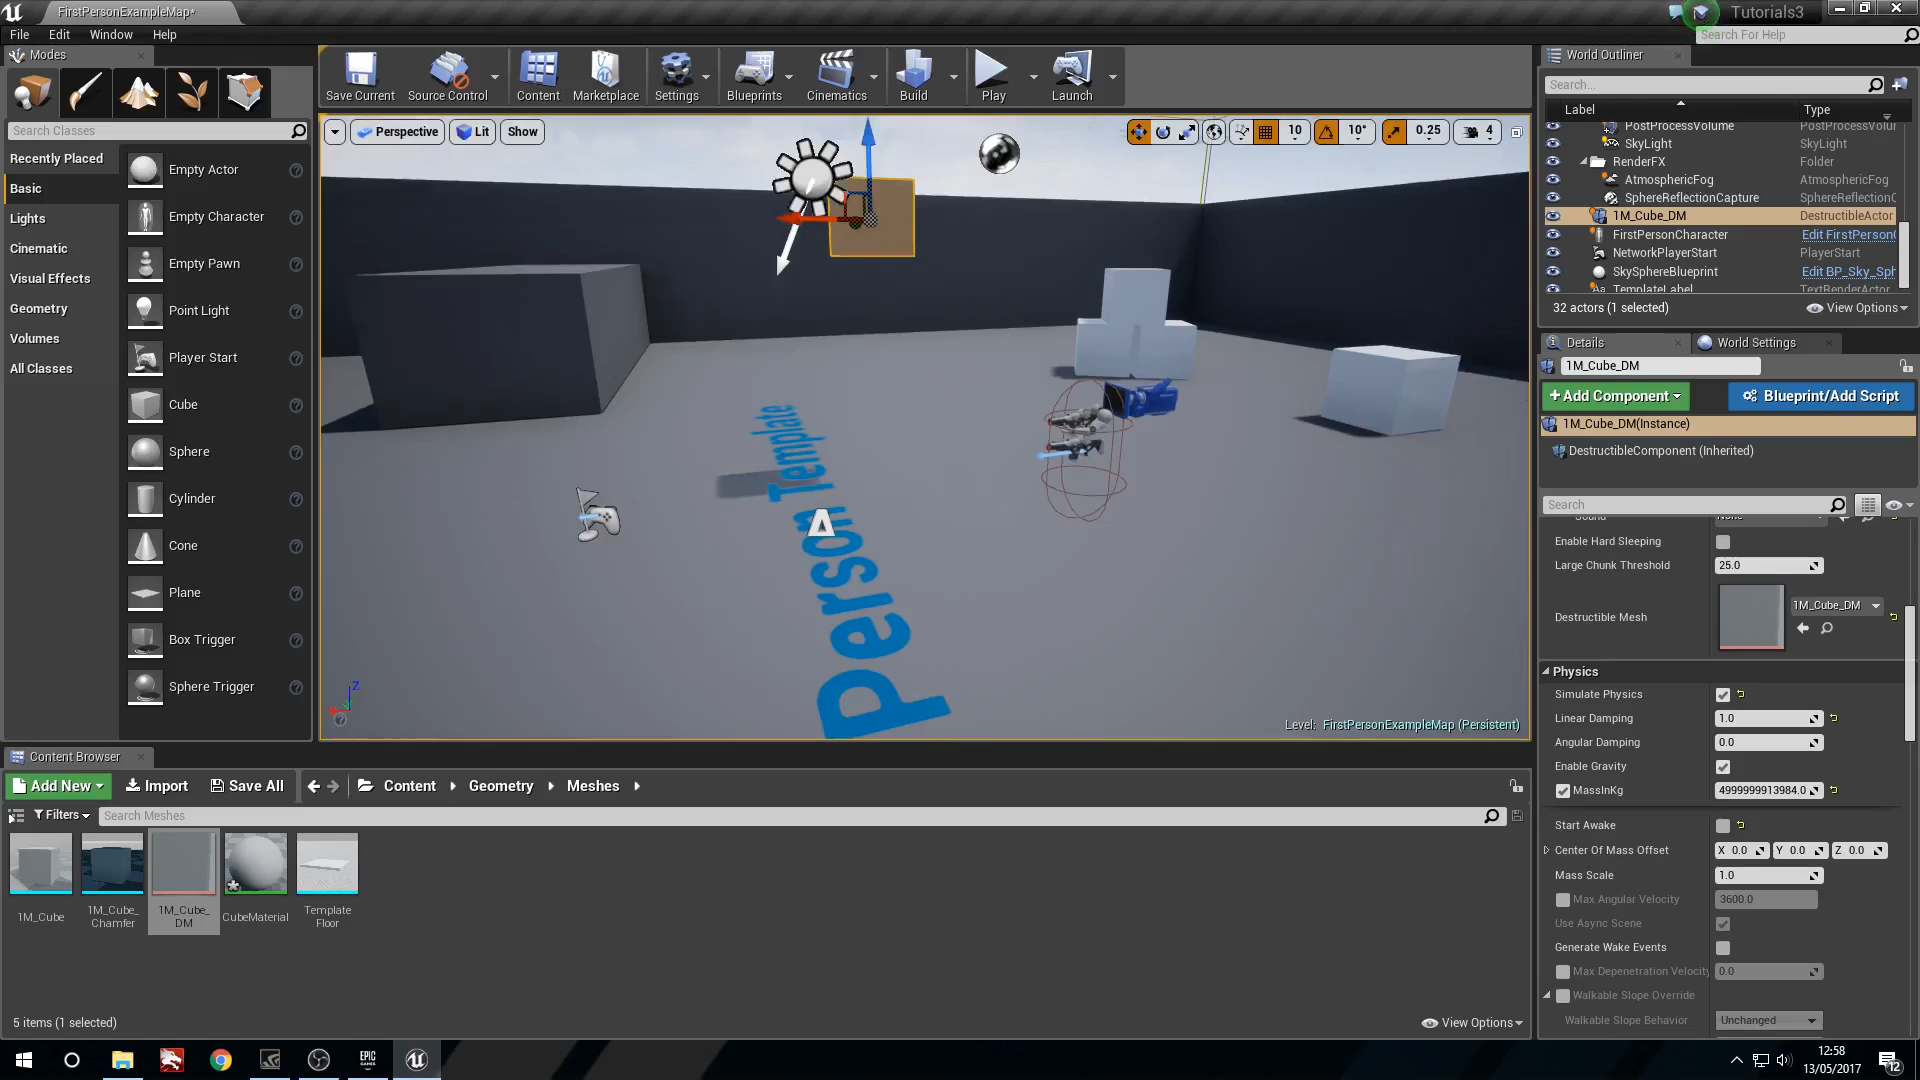 FirstPersonExampleMap*
Tutorials3
File Edit Window Help
Search For Help
Modes
Search Classes
Recently Placed
Basic
Lights
Cinematic
Visual Effects
Geometry
Volumes
All Classes
Empty Actor
Empty Character
Empty Pawn
Point Light
Player Start
Cube
Sphere
Cylinder
Cone
Plane
Box Trigger
Sphere Trigger
Save Current
Source Control
Content
Marketplace
Settings
Blueprints
Cinematics
Build
Play
Launch
Perspective Lit Show
10 10° 0.25 4
Person Template
Z
Level: FirstPersonExampleMap (Persistent)
World Outliner
Search...
Label Type
PostProcessVolume PostProcessVolur
SkyLight SkyLight
RenderFX Folder
AtmosphericFog AtmosphericFog
SphereReflectionCapture SphereReflectionC
1M_Cube_DM DestructibleActor
FirstPersonCharacter Edit FirstPerson(
NetworkPlayerStart PlayerStart
SkySphereBlueprint Edit BP_Sky_Sph
TemplateLabel TextRenderActor
32 actors (1 selected) View Options
Details World Settings
1M_Cube_DM
+Add Component Blueprint/Add Script
1M_Cube_DM(Instance)
DestructibleComponent (Inherited)
Search
Sound None
Enable Hard Sleeping
Large Chunk Threshold 25.0
Destructible Mesh 1M_Cube_DM
Physics
Simulate Physics
Linear Damping 1.0
Angular Damping 0.0
Enable Gravity
MassInKg 4999999913984.0
Start Awake
Center Of Mass Offset X 0.0 Y 0.0 Z 0.0
Mass Scale 1.0
Max Angular Velocity 3600.0
Use Async Scene
Generate Wake Events
Max Depenetration Velocity 0.0
Walkable Slope Override
Walkable Slope Behavior Unchanged
Content Browser
Add New Import Save All Content Geometry Meshes
Filters Search Meshes
1M_Cube
1M_Cube_
Chamfer
1M_Cube_
DM
CubeMaterial
Template
Floor
5 items (1 selected) View Options
EPIC
GAMES
12:58
13/05/2017
12